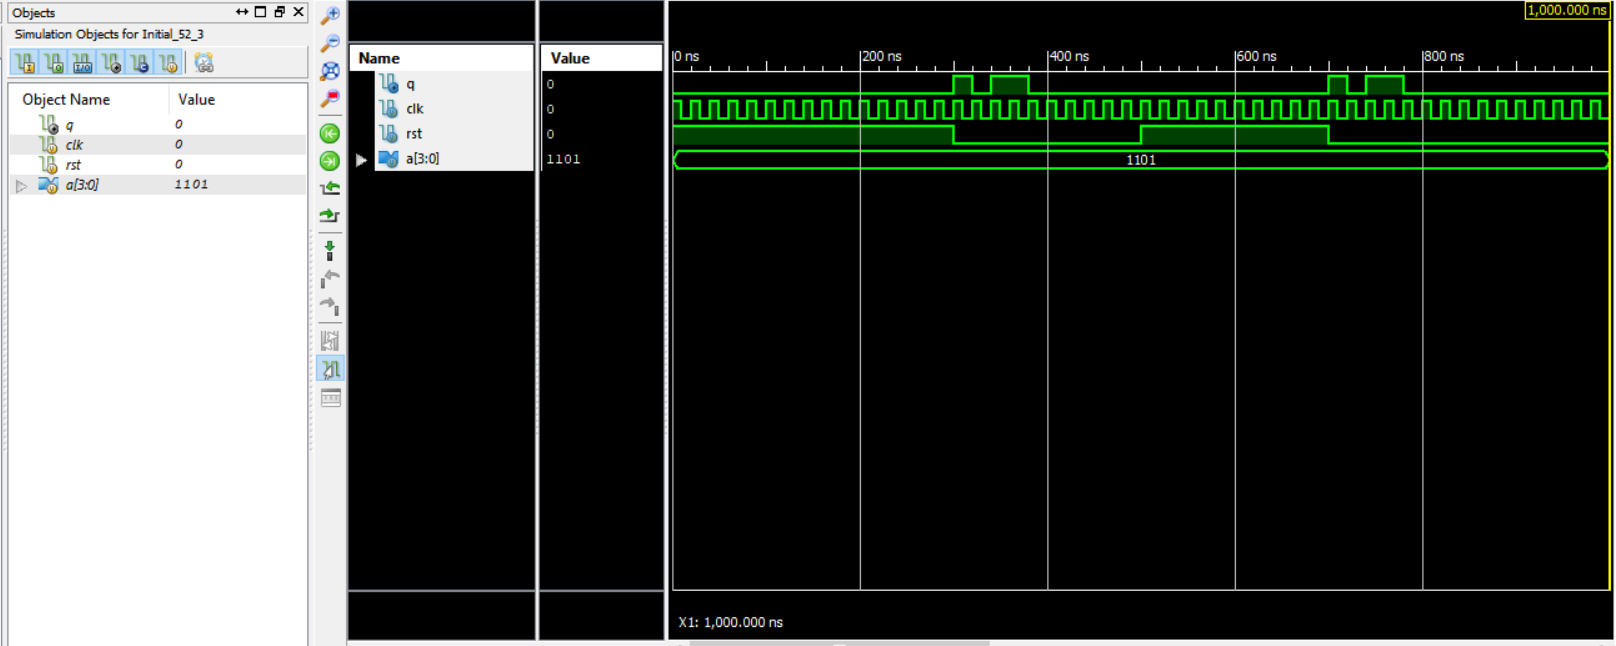 Objects
Simulation Objects for Initial_52_3
Object Name Value
q 0
clk 0
rst 0
a[3:0] 1101
Name Value
q 0
clk 0
rst 0
a[3:0] 1101
1,000.000 ns
0 ns 200 ns 400 ns 600 ns 800 ns
1101
X1: 1,000.000 ns